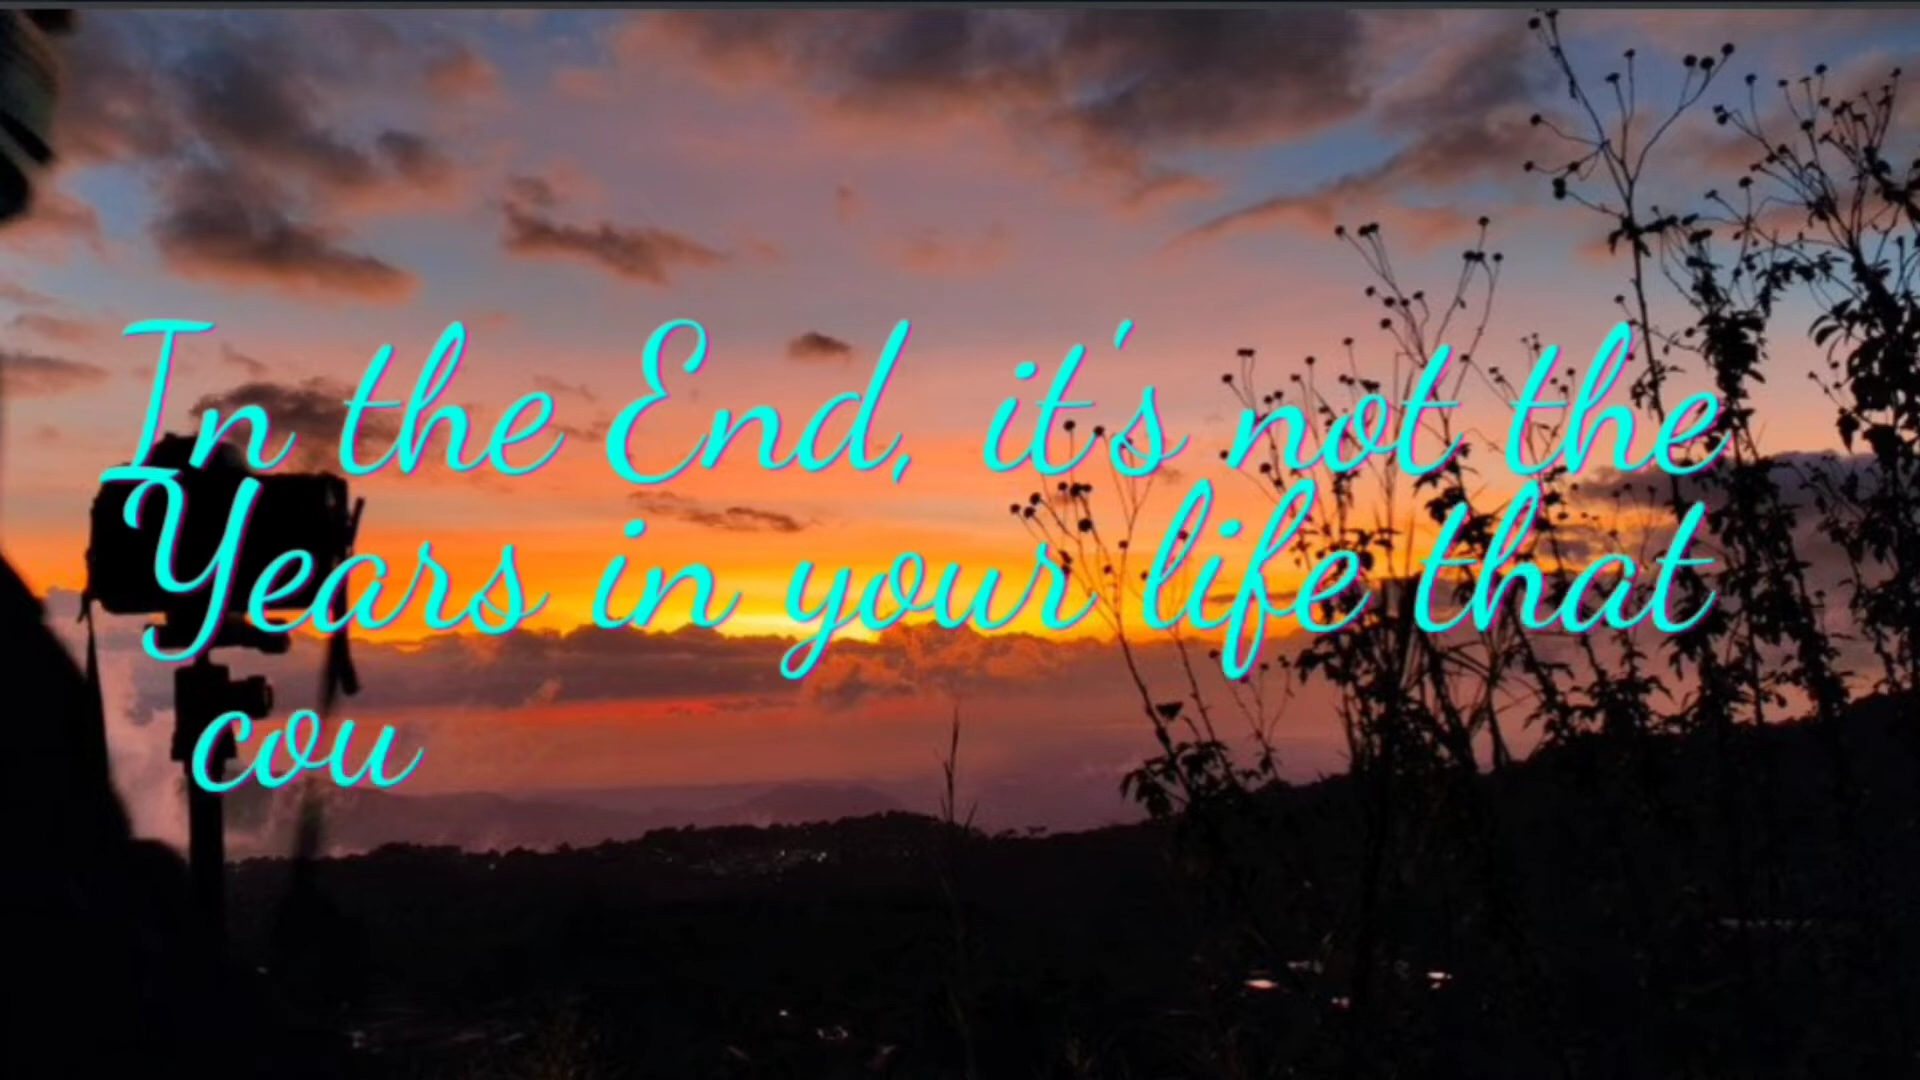 In the End, it's not the
Years in your life that
cou